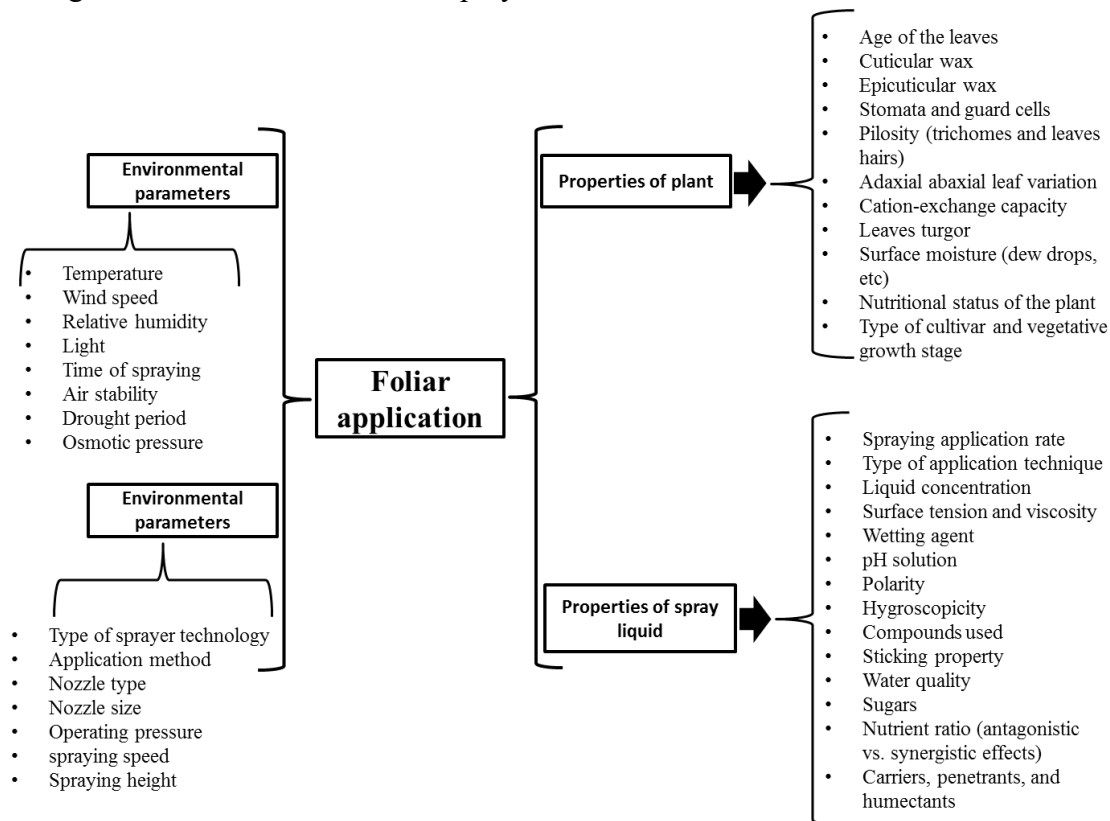 Environmental
parameters
• Temperature
• Wind speed
• Relative humidity
• Light
• Time of spraying
• Air stability
• Drought period
• Osmotic pressure
Environmental
parameters
• Type of sprayer technology
• Application method
• Nozzle type
• Nozzle size
• Operating pressure
• spraying speed
• Spraying height
Foliar
application
Properties of plant
• Age of the leaves
• Cuticular wax
• Epicuticular wax
• Stomata and guard cells
• Pilosity (trichomes and leaves
hairs)
• Adaxial abaxial leaf variation
• Cation-exchange capacity
• Leaves turgor
• Surface moisture (dew drops,
etc)
• Nutritional status of the plant
• Type of cultivar and vegetative
growth stage
Properties of spray
liquid
• Spraying application rate
• Type of application technique
• Liquid concentration
• Surface tension and viscosity
• Wetting agent
• pH solution
• Polarity
• Hygroscopicity
• Compounds used
• Sticking property
• Water quality
• Sugars
• Nutrient ratio (antagonistic
vs. synergistic effects)
• Carriers, penetrants, and
humectants